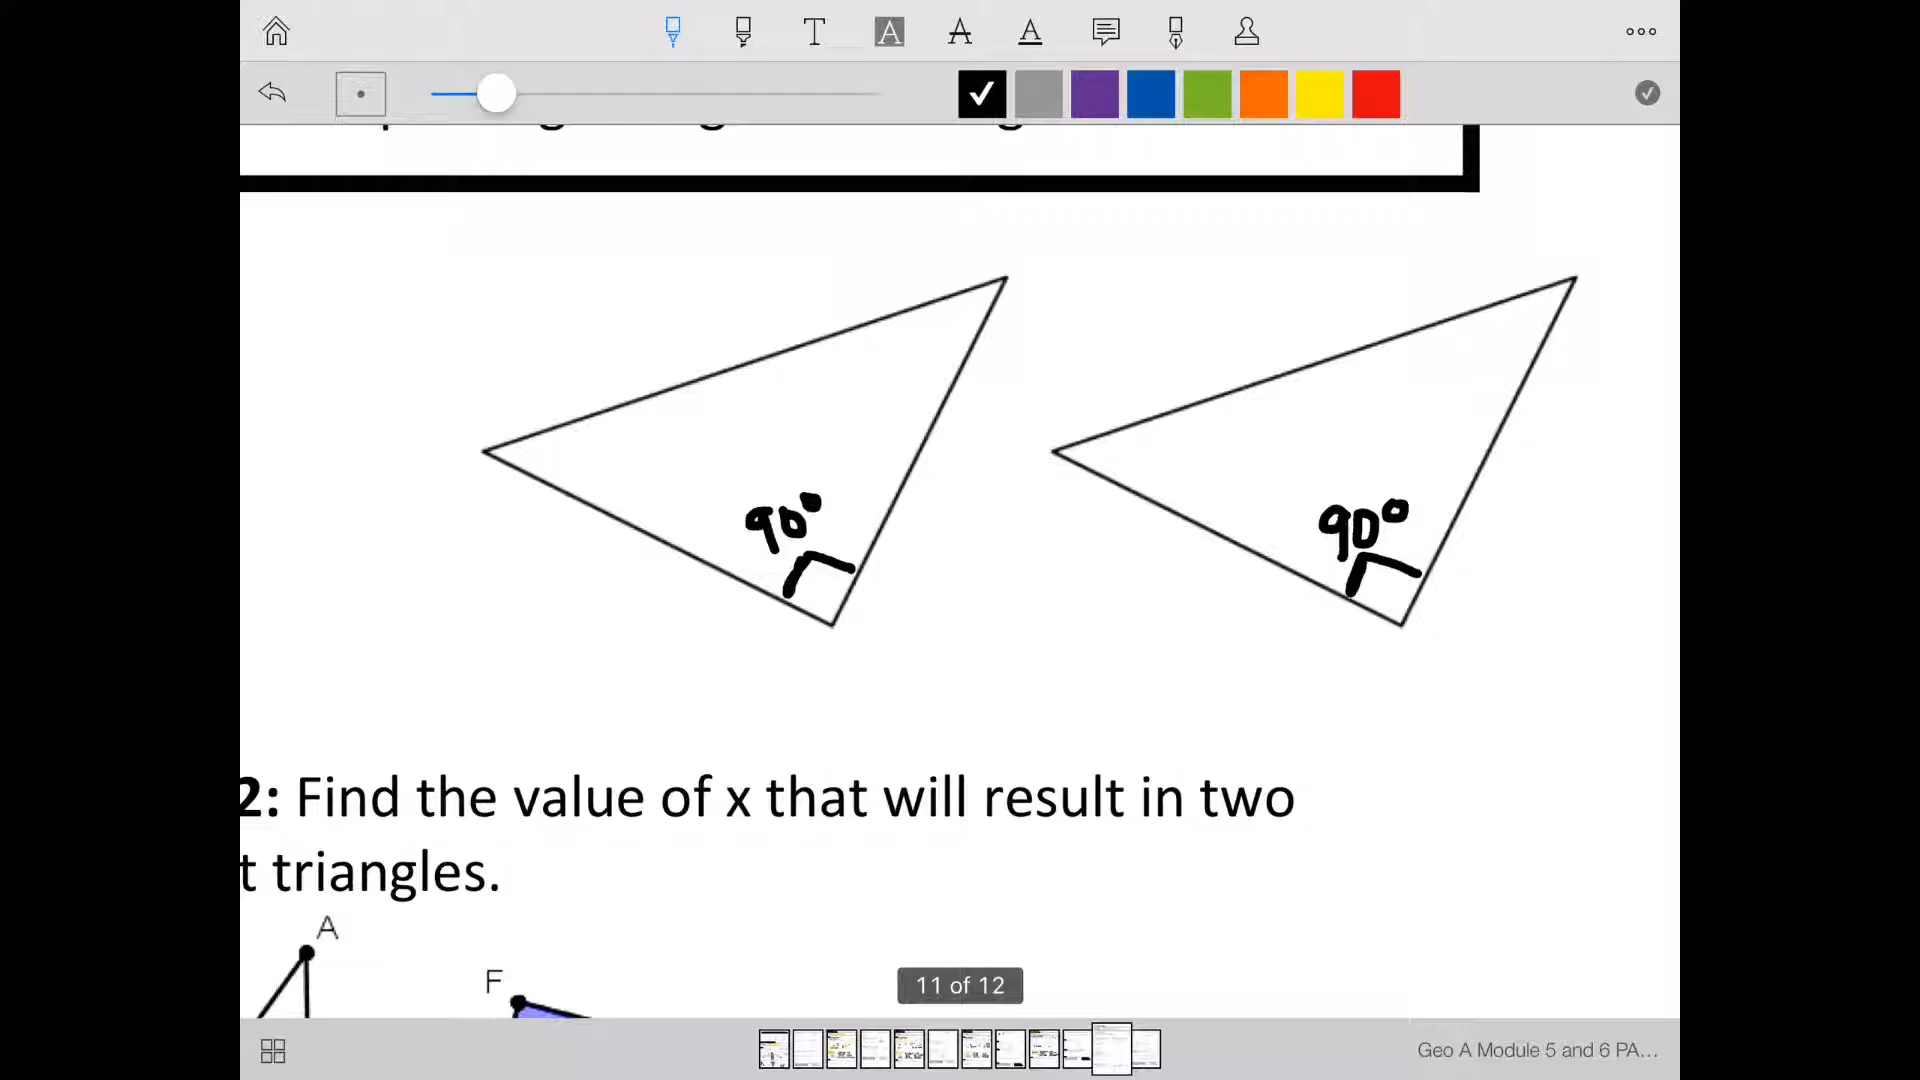 T A A A
90° 90°
2: Find the value of x that will result in two
t triangles.
A
F
11 of 12
Geo A Module 5 and 6 PA...